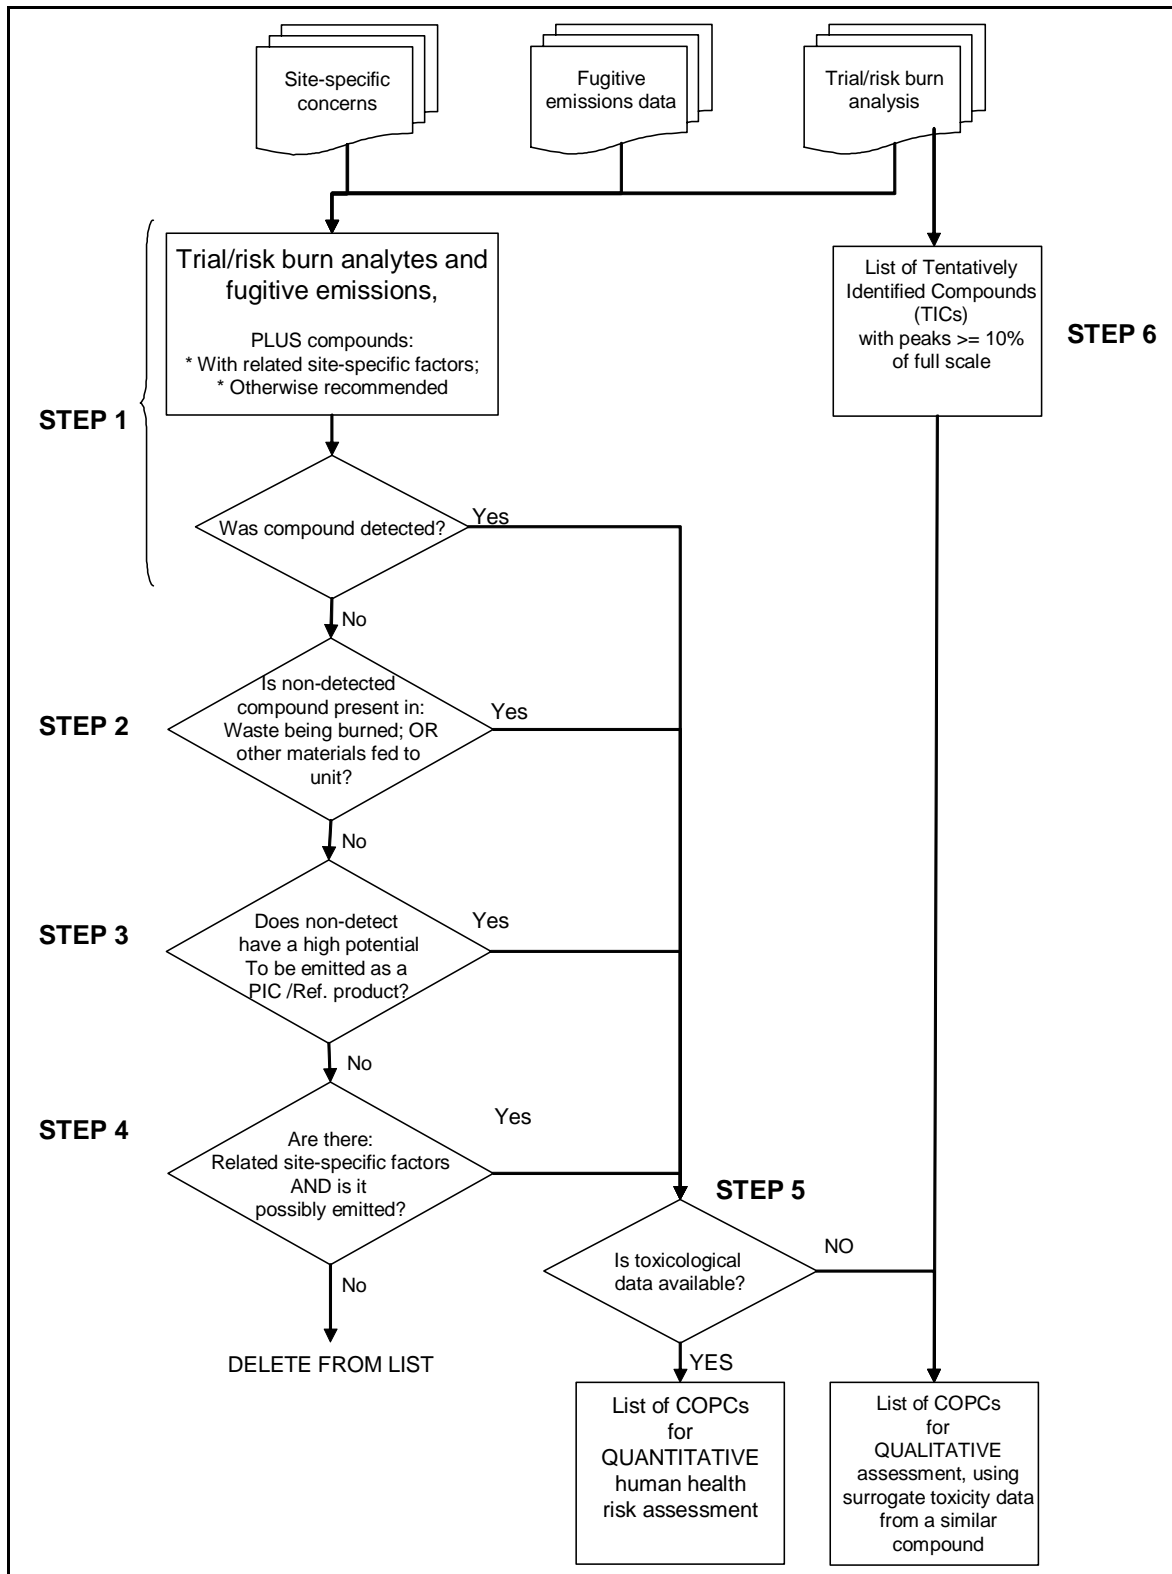 Site-specific
concerns
Fugitive
emissions data
Trial/risk burn
analysis
Trial/risk burn analytes and
fugitive emissions,
PLUS compounds:
* With related site-specific factors;
* Otherwise recommended
List of Tentatively
Identified Compounds
(TICs)
with peaks >= 10%
of full scale
STEP 6
STEP 1
Was compound detected?
Yes
No
STEP 2
Is non-detected
compound present in:
Waste being burned; OR
other materials fed to
unit?
Yes
No
STEP 3
Does non-detect
have a high potential
To be emitted as a
PIC /Ref. product?
Yes
No
STEP 4
Are there:
Related site-specific factors
AND is it
possibly emitted?
Yes
No
DELETE FROM LIST
STEP 5
Is toxicological
data available?
NO
YES
List of COPCs
for
QUANTITATIVE
human health
risk assessment
List of COPCs
for
QUALITATIVE
assessment, using
surrogate toxicity data
from a similar
compound